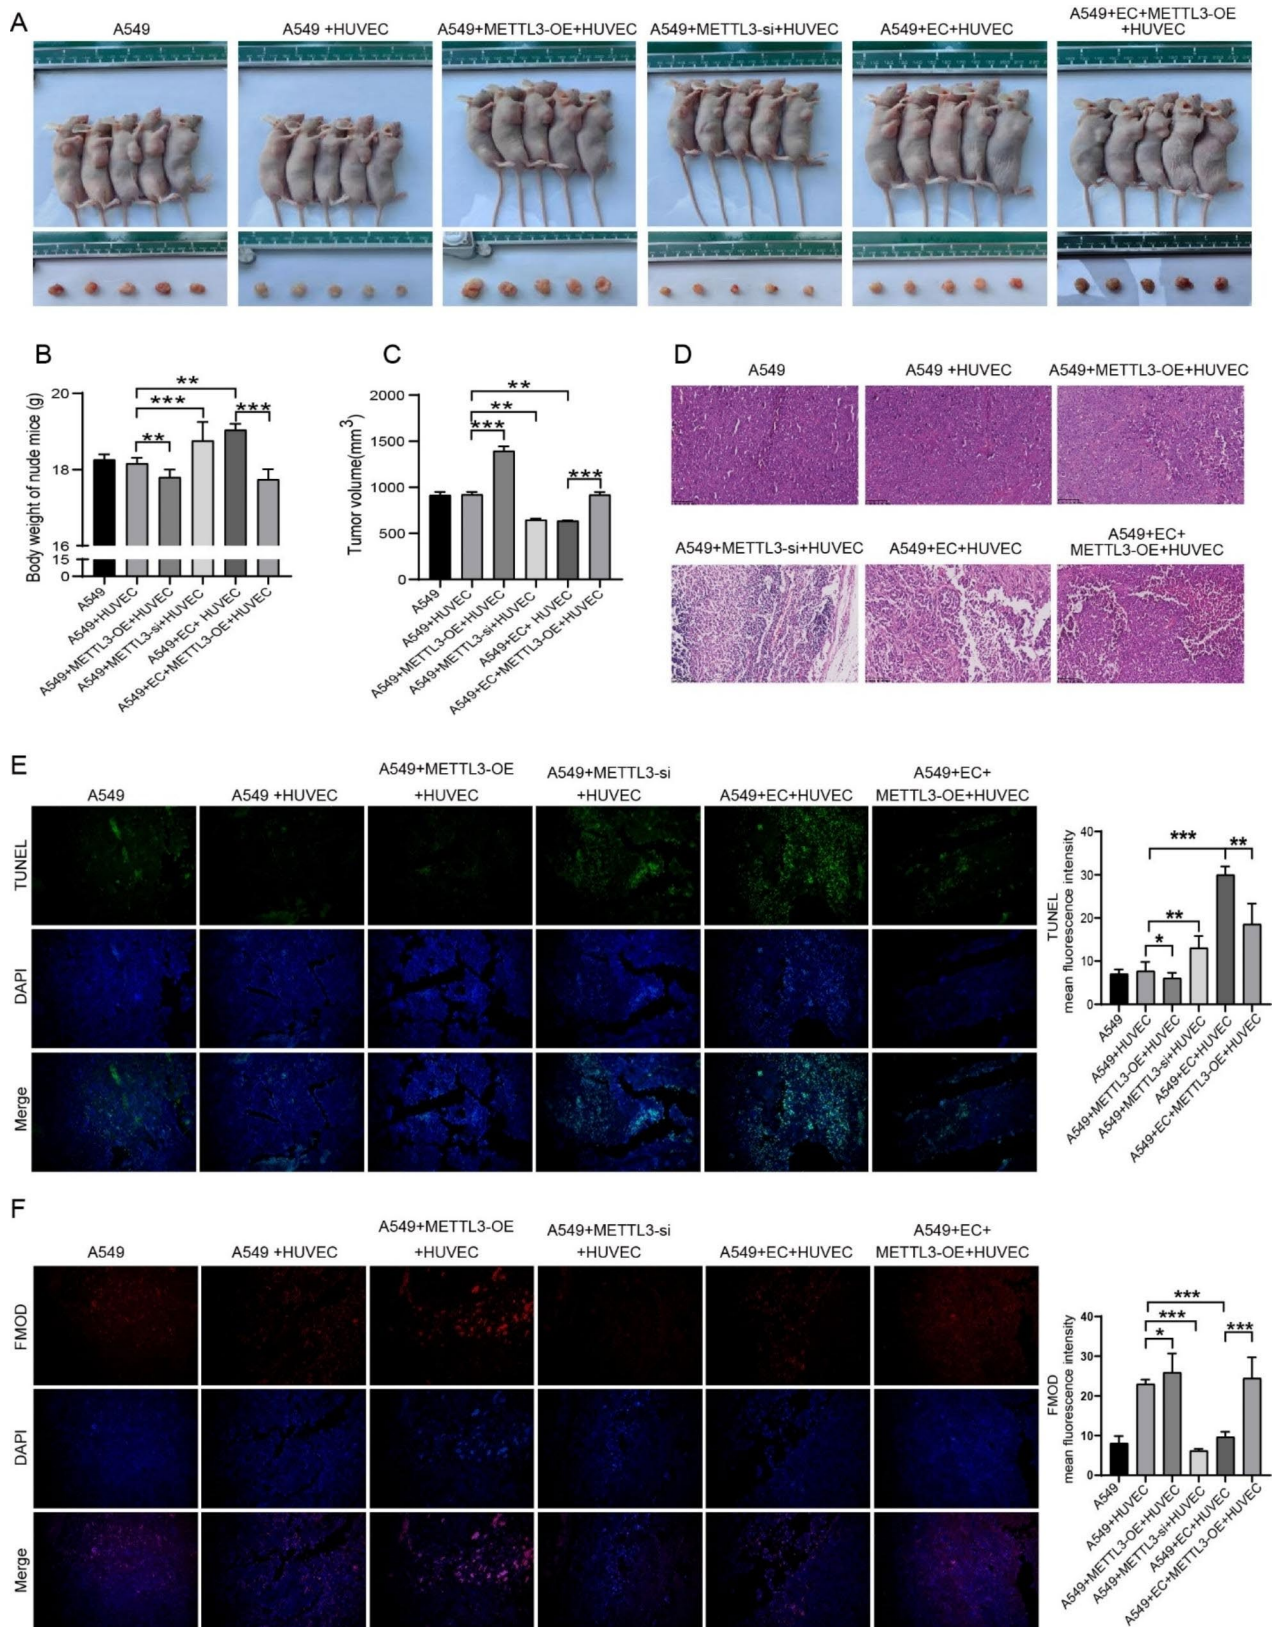 A
A549
A549 +HUVEC
A549+METTL3-OE+HUVEC
A549+METTL3-si+HUVEC
A549+EC+HUVEC
A549+EC+METTL3-OE
+HUVEC
B
Body weight of nude mice (g)
20
18
16
15
0
**
***
**
***
A549
A549+HUVEC
A549+METTL3-OE+HUVEC
A549+METTL3-si+HUVEC
A549+EC+ HUVEC
A549+EC+METTL3-OE+HUVEC
C
Tumor volume(mm3)
2000
1500
1000
500
0
**
**
***
***
A549
A549+HUVEC
A549+METTL3-OE+HUVEC
A549+METTL3-si+HUVEC
A549+EC+ HUVEC
A549+EC+METTL3-OE+HUVEC
D
A549
A549 +HUVEC
A549+METTL3-OE+HUVEC
A549+METTL3-si+HUVEC
A549+EC+HUVEC
A549+EC+
METTL3-OE+HUVEC
E
A549
A549 +HUVEC
A549+METTL3-OE
+HUVEC
A549+METTL3-si
+HUVEC
A549+EC+HUVEC
A549+EC+
METTL3-OE+HUVEC
TUNEL
DAPI
Merge
TUNEL
mean fluorescence intensity
40
30
20
10
0
***
**
**
*
A549
A549+HUVEC
A549+METTL3-OE+HUVEC
A549+METTL3-si+HUVEC
A549+EC+HUVEC
A549+EC+METTL3-OE+HUVEC
F
A549
A549 +HUVEC
A549+METTL3-OE
+HUVEC
A549+METTL3-si
+HUVEC
A549+EC+HUVEC
A549+EC+
METTL3-OE+HUVEC
FMOD
DAPI
Merge
FMOD
mean fluorescence intensity
40
30
20
10
0
***
***
*
***
A549
A549+HUVEC
A549+METTL3-OE+HUVEC
A549+METTL3-si+HUVEC
A549+EC+HUVEC
A549+EC+METTL3-OE+HUVEC